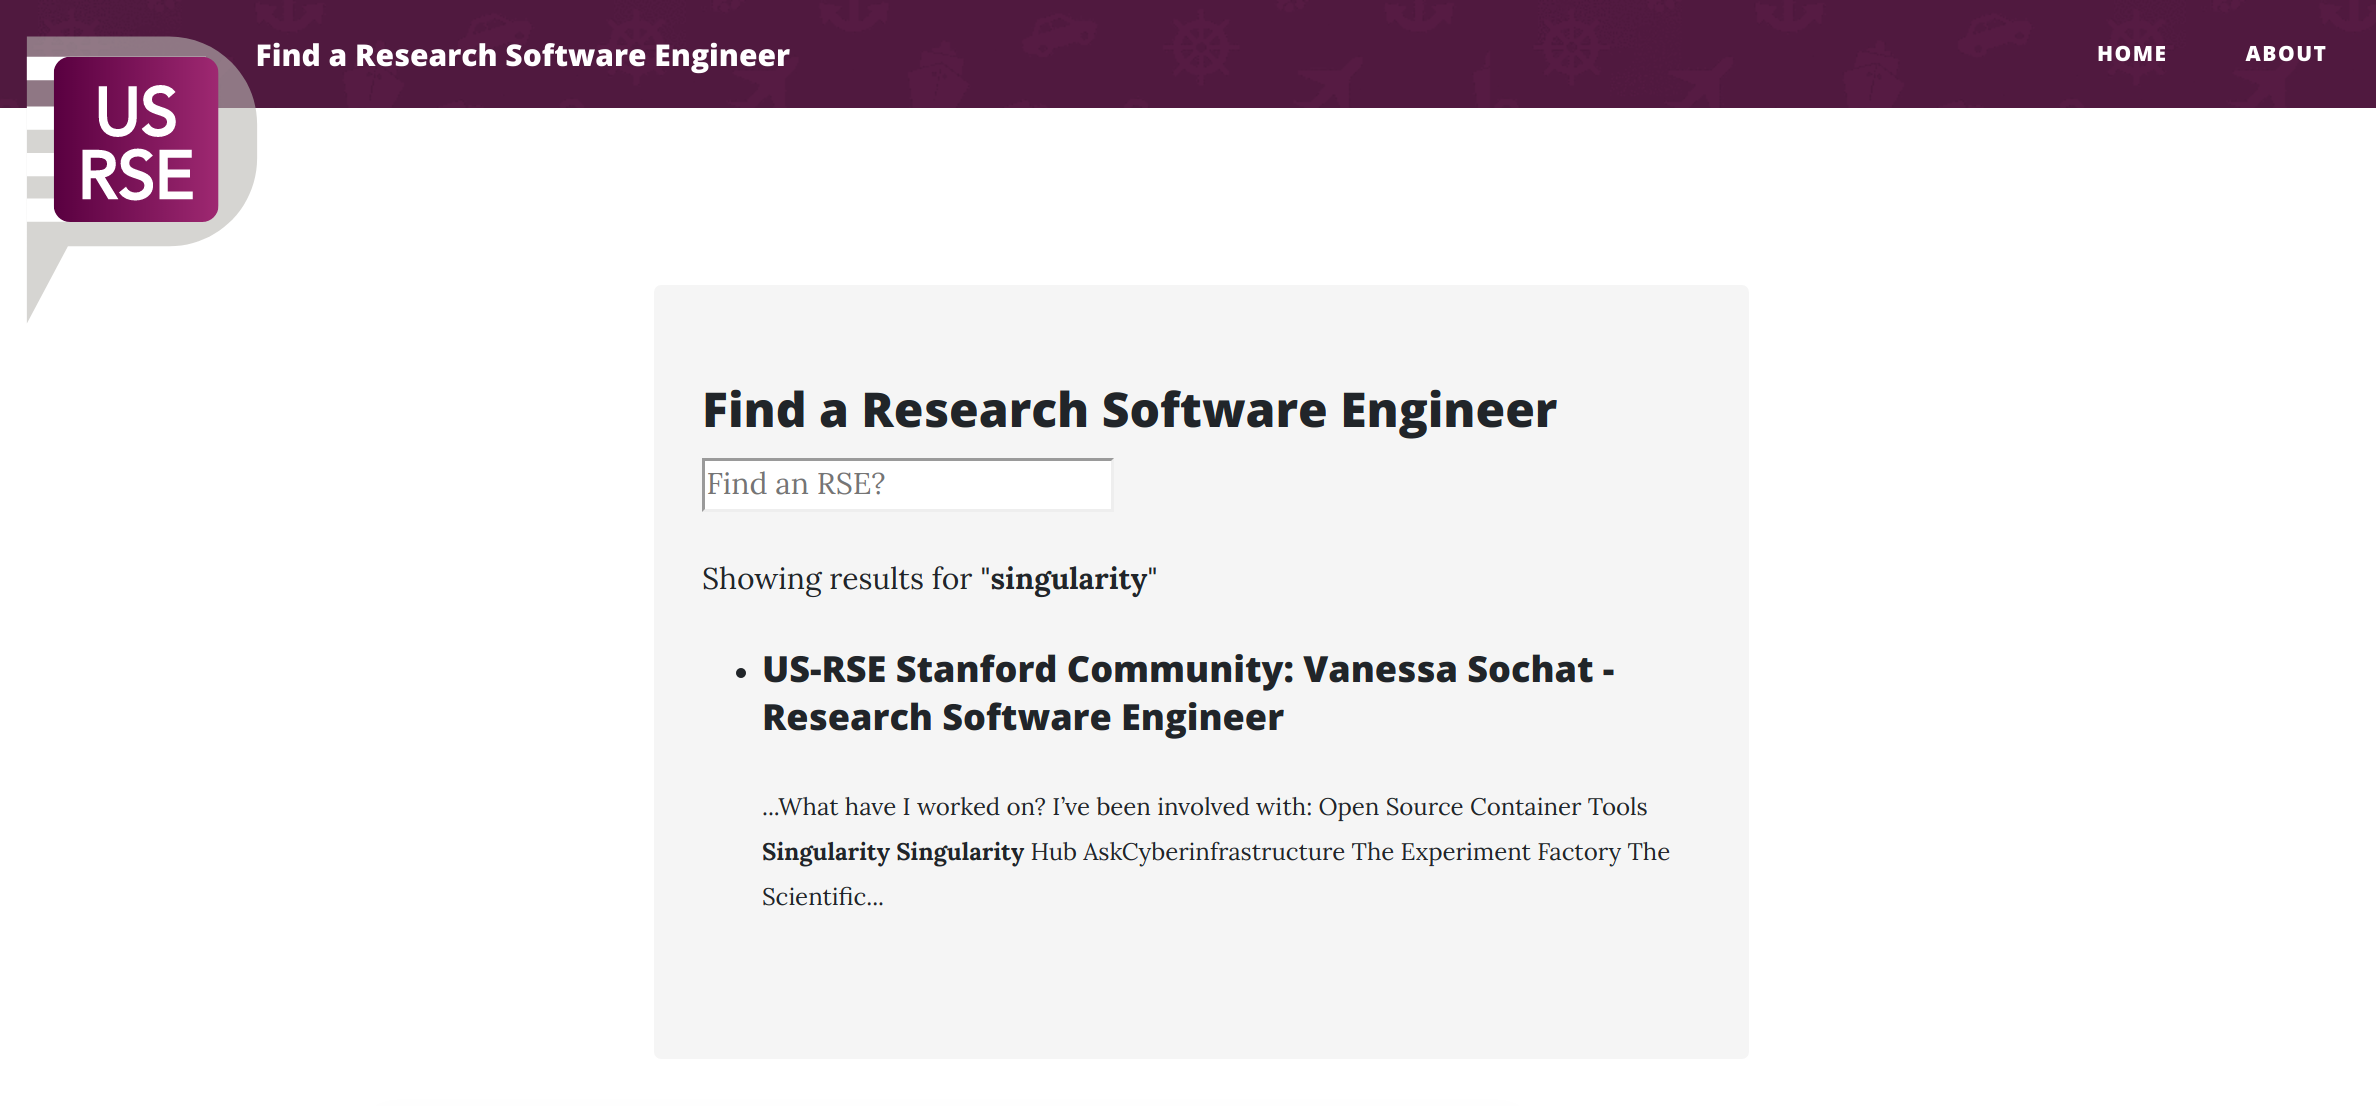 Find a Research Software Engineer
HOME
ABOUT
US
RSE
Find a Research Software Engineer
Find an RSE?
Showing results for "singularity"
US-RSE Stanford Community: Vanessa Sochat -
Research Software Engineer
...What have I worked on? I’ve been involved with: Open Source Container Tools
Singularity Singularity Hub AskCyberinfrastructure The Experiment Factory The
Scientific...